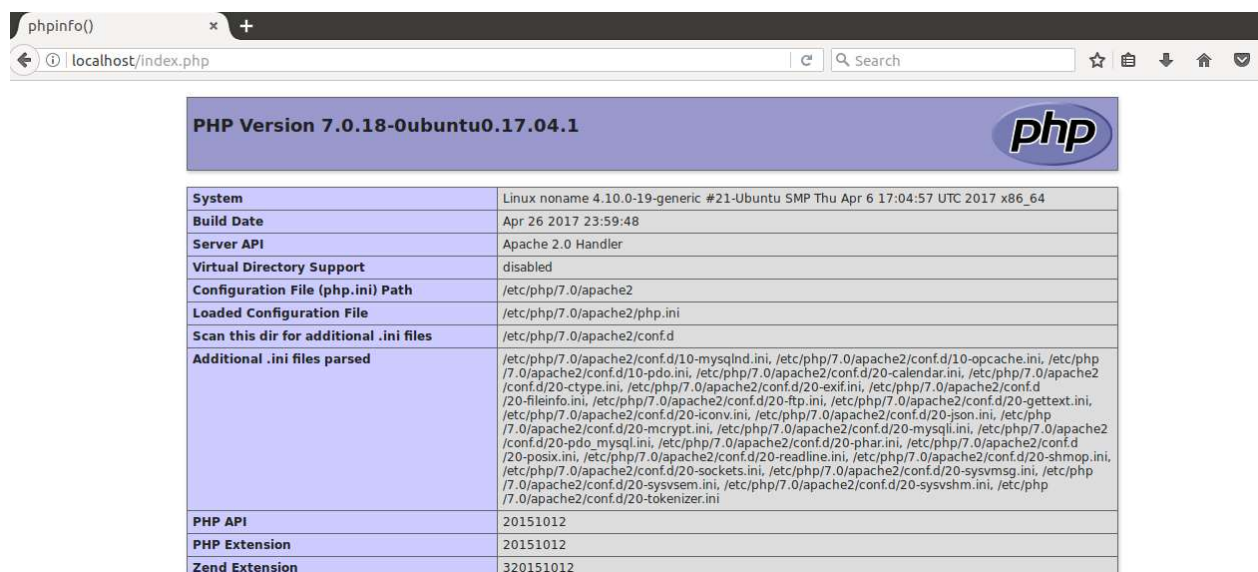 phpinfo()
localhost/index.php
Search
PHP Version 7.0.18-0ubuntu0.17.04.1
php
System
Linux noname 4.10.0-19-generic #21-Ubuntu SMP Thu Apr 6 17:04:57 UTC 2017 x86_64
Build Date
Apr 26 2017 23:59:48
Server API
Apache 2.0 Handler
Virtual Directory Support
disabled
Configuration File (php.ini) Path
/etc/php/7.0/apache2
Loaded Configuration File
/etc/php/7.0/apache2/php.ini
Scan this dir for additional .ini files
/etc/php/7.0/apache2/conf.d
Additional .ini files parsed
/etc/php/7.0/apache2/conf.d/10-mysqlnd.ini, /etc/php/7.0/apache2/conf.d/10-opcache.ini, /etc/php
/7.0/apache2/conf.d/10-pdo.ini, /etc/php/7.0/apache2/conf.d/20-calendar.ini, /etc/php/7.0/apache2
/conf.d/20-ctype.ini, /etc/php/7.0/apache2/conf.d/20-exif.ini, /etc/php/7.0/apache2/conf.d
/20-fileinfo.ini, /etc/php/7.0/apache2/conf.d/20-ftp.ini, /etc/php/7.0/apache2/conf.d/20-gettext.ini,
/etc/php/7.0/apache2/conf.d/20-iconv.ini, /etc/php/7.0/apache2/conf.d/20-json.ini, /etc/php
/7.0/apache2/conf.d/20-mcrypt.ini, /etc/php/7.0/apache2/conf.d/20-mysqli.ini, /etc/php/7.0/apache2
/conf.d/20-pdo_mysql.ini, /etc/php/7.0/apache2/conf.d/20-phar.ini, /etc/php/7.0/apache2/conf.d
/20-posix.ini, /etc/php/7.0/apache2/conf.d/20-readline.ini, /etc/php/7.0/apache2/conf.d/20-shmop.ini,
/etc/php/7.0/apache2/conf.d/20-sockets.ini, /etc/php/7.0/apache2/conf.d/20-sysvmsg.ini, /etc/php
/7.0/apache2/conf.d/20-sysvsem.ini, /etc/php/7.0/apache2/conf.d/20-sysvshm.ini, /etc/php
/7.0/apache2/conf.d/20-tokenizer.ini
PHP API
20151012
PHP Extension
20151012
Zend Extension
320151012